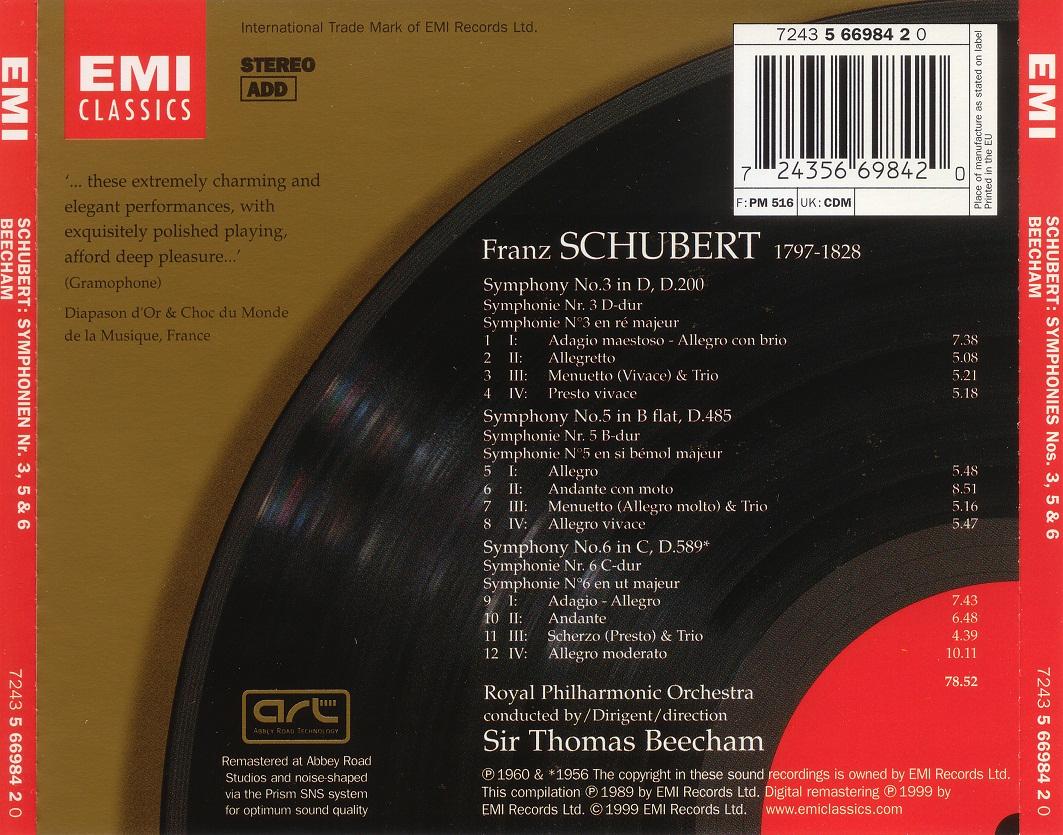 International Trade Mark of EMI Records Ltd.
EMI
CLASSICS
STEREO
ADD
'... these extremely charming and
elegant performances, with
exquisitely polished playing,
afford deep pleasure...'
(Gramophone)
Diapason d'Or & Choc du Monde
de la Musique, France
7243 5 66984 2 0
7 24356 69842 0
F: PM 516 UK: CDM
Place of manufacture as stated on label
Printed in the EU
Franz SCHUBERT 1797-1828
Symphony No.3 in D, D.200
Symphonie Nr. 3 D-dur
Symphonie N°3 en ré majeur
1 I: Adagio maestoso - Allegro con brio 7.38
2 II: Allegretto 5.08
3 III: Menuetto (Vivace) & Trio 5.21
4 IV: Presto vivace 5.18
Symphony No.5 in B flat, D.485
Symphonie Nr. 5 B-dur
Symphonie N°5 en si bémol majeur
5 I: Allegro 5.48
6 II: Andante con moto 8.51
7 III: Menuetto (Allegro molto) & Trio 5.16
8 IV: Allegro vivace 5.47
Symphony No.6 in C, D.589*
Symphonie Nr. 6 C-dur
Symphonie N°6 en ut majeur
9 I: Adagio - Allegro 7.43
10 II: Andante 6.48
11 III: Scherzo (Presto) & Trio 4.39
12 IV: Allegro moderato 10.11
78.52
Royal Philharmonic Orchestra
conducted by/Dirigent/direction
Sir Thomas Beecham
℗ 1960 & *1956 The copyright in these sound recordings is owned by EMI Records Ltd.
This compilation ℗ 1989 by EMI Records Ltd. Digital remastering ℗ 1999 by
EMI Records Ltd. © 1999 EMI Records Ltd. www.emiclassics.com
art
ABBEY ROAD TECHNOLOGY
Remastered at Abbey Road
Studios and noise-shaped
via the Prism SNS system
for optimum sound quality
EMI
SCHUBERT: SYMPHONIEN Nr. 3, 5 & 6
BEECHAM
7243 5 66984 2 0
EMI
SCHUBERT: SYMPHONIES Nos. 3, 5 & 6
BEECHAM
7243 5 66984 2 0